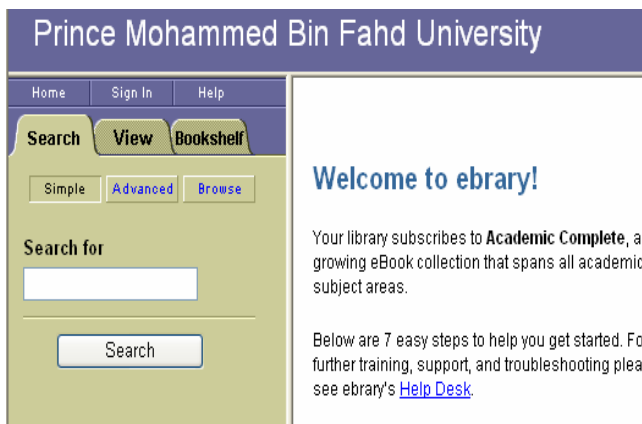 Prince Mohammed Bin Fahd University
Home Sign In Help
Search View Bookshelf
Simple Advanced Browse
Search for
Search
Welcome to ebrary!
Your library subscribes to Academic Complete, a
growing eBook collection that spans all academic
subject areas.
Below are 7 easy steps to help you get started. Fo
further training, support, and troubleshooting plea
see ebrary's Help Desk.